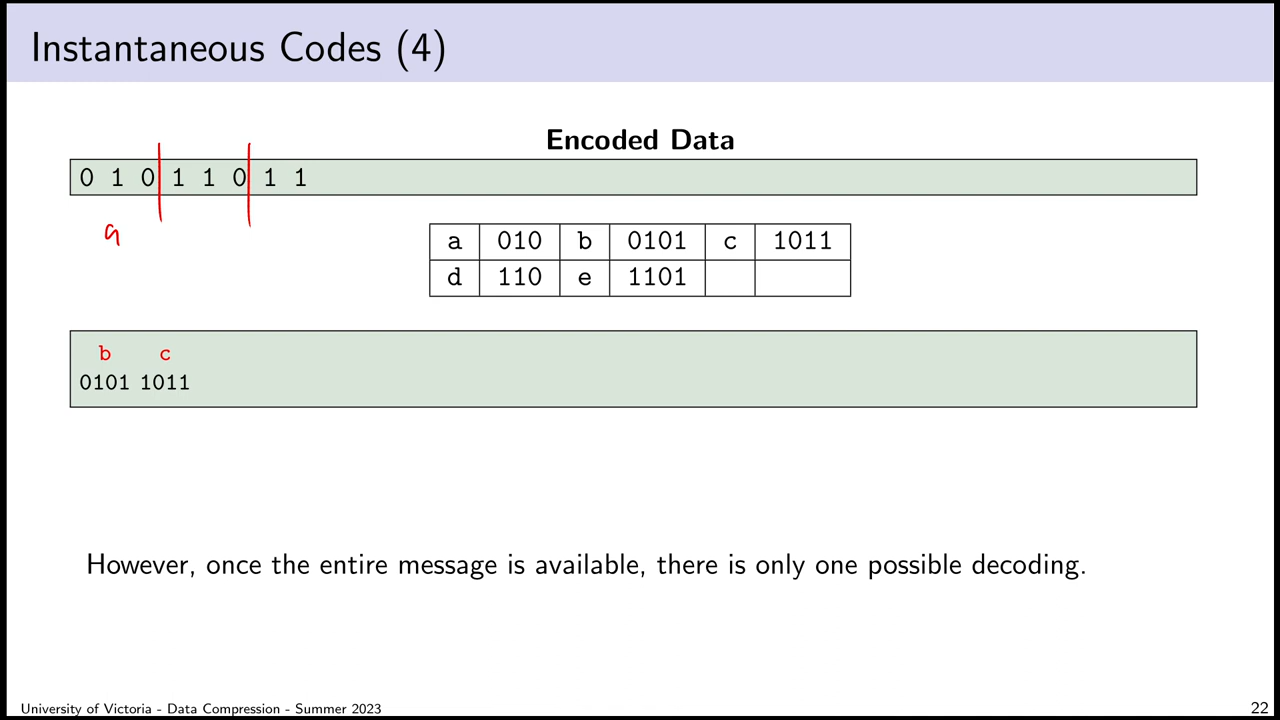 Instantaneous Codes (4)
Encoded Data
0 1 0 1 1 0 1 1
a
a 010 b 0101 c 1011
d 110 e 1101
b c
0101 1011
However, once the entire message is available, there is only one possible decoding.
University of Victoria - Data Compression - Summer 2023 22